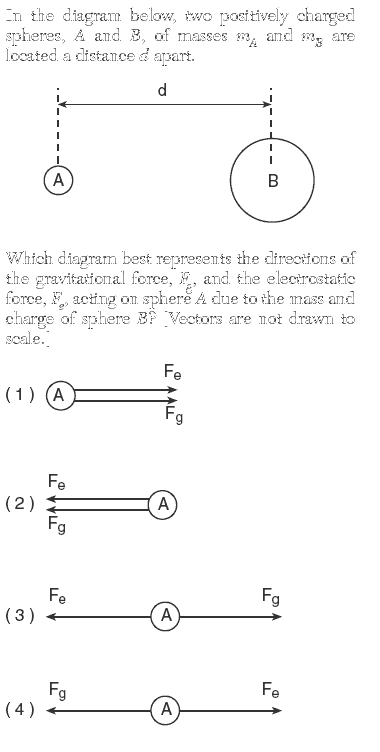 In the diagram below, two positively charged
spheres, A and B, of masses m_A and m_B are
located a distance d apart.
d
A
B
Which diagram best represents the directions of
the gravitational force, F_g, and the electrostatic
force, F_e, acting on sphere A due to the mass and
charge of sphere B? [Vectors are not drawn to
scale.]
Fe
(1) A
Fg
Fe
(2) A
Fg
Fe Fg
(3) A
Fg Fe
(4) A